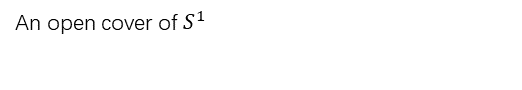 An open cover of 𝑆¹